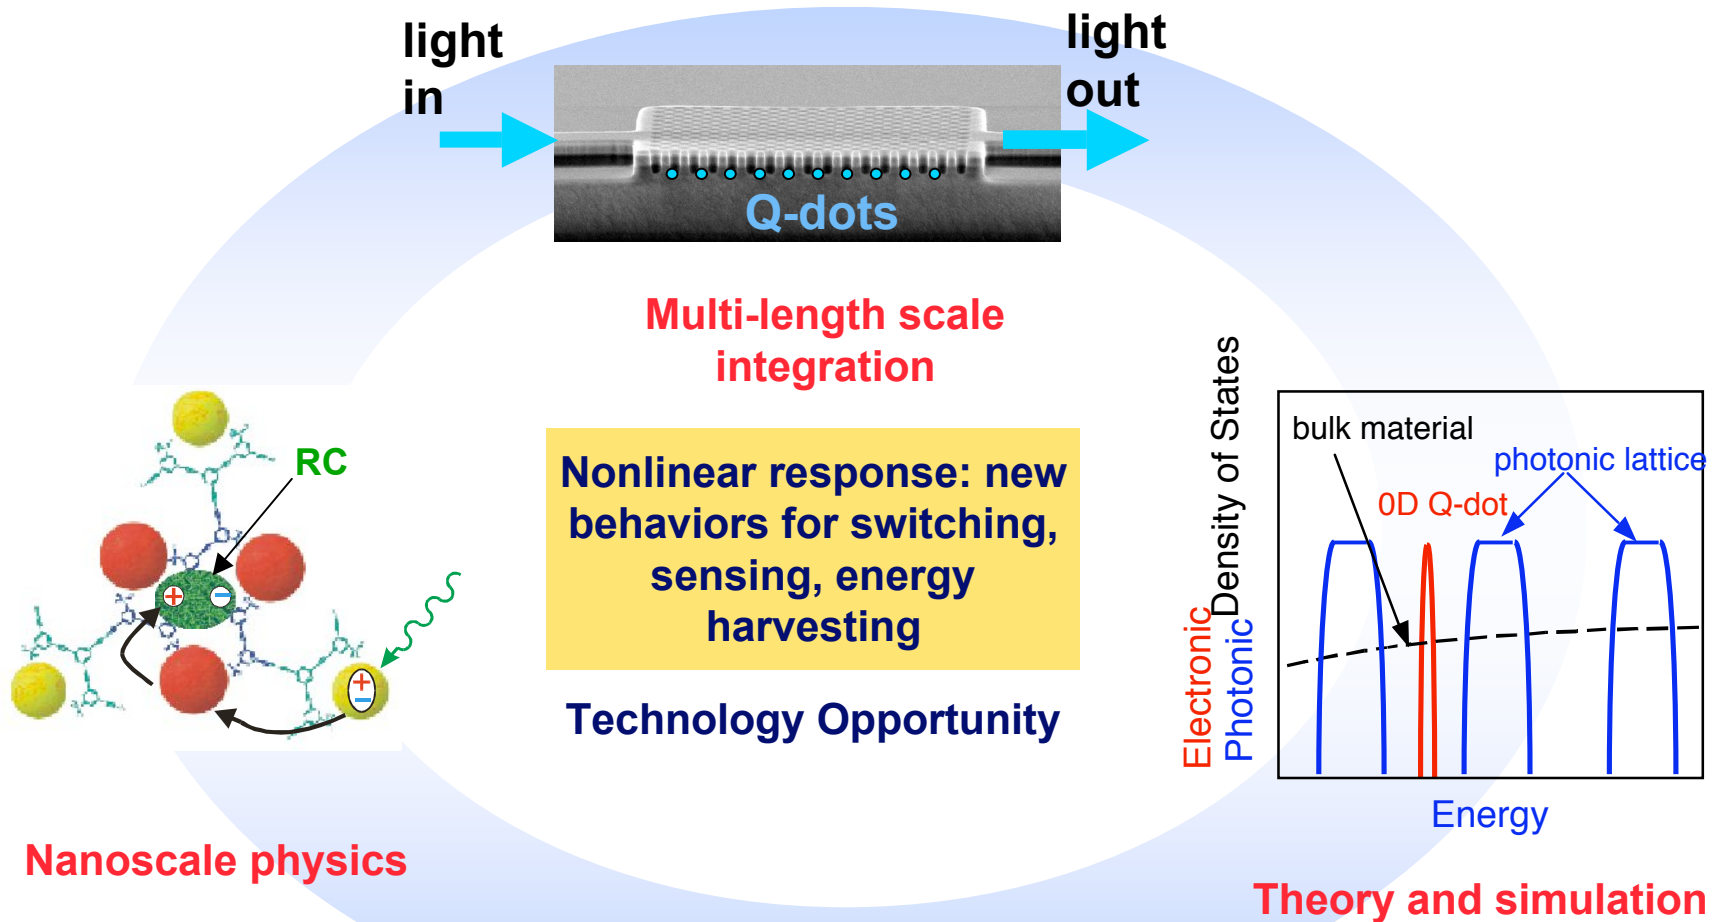 light
in
light
out
Q-dots
Multi-length scale
integration
RC
+
−
+
−
Nonlinear response: new
behaviors for switching,
sensing, energy
harvesting
Technology Opportunity
Nanoscale physics
Electronic
Photonic
Density of States
bulk material
photonic lattice
0D Q-dot
Energy
Theory and simulation